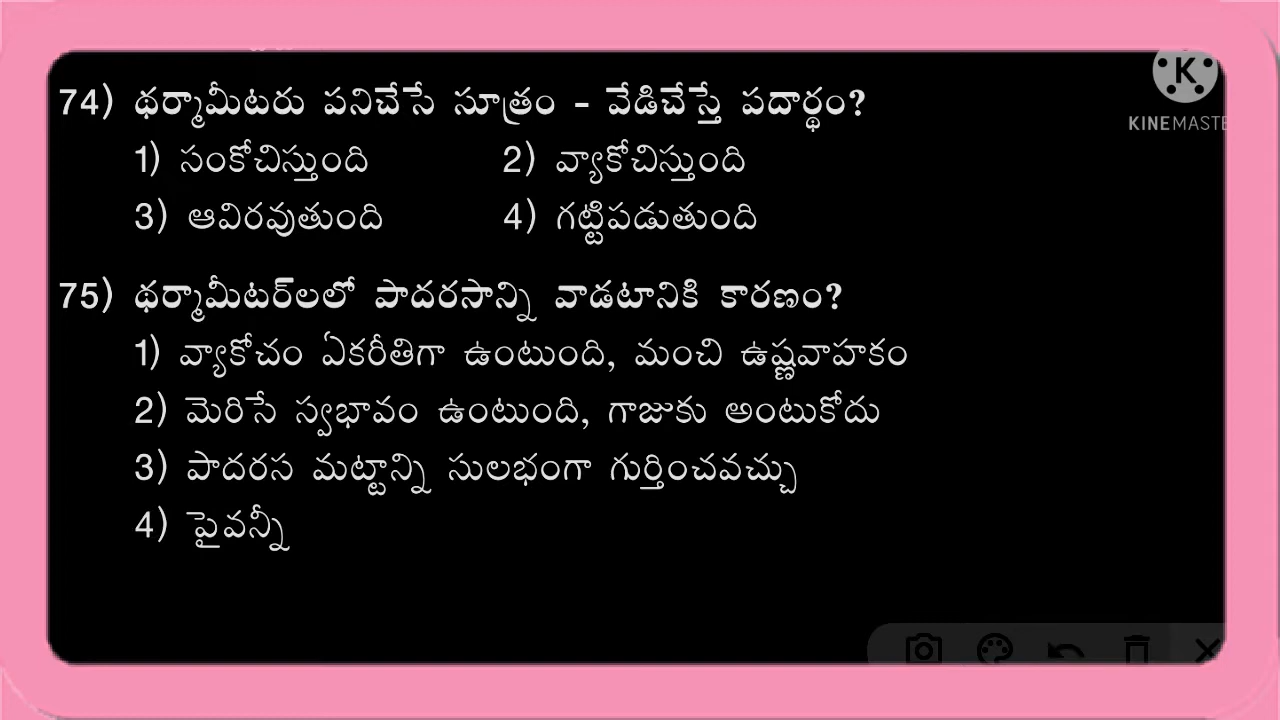 74) థర్మామీటరు పనిచేసే సూత్రం - వేడిచేస్తే పదార్థం?
1) సంకోచిస్తుంది 2) వ్యాకోచిస్తుంది
3) ఆవిరవుతుంది 4) గట్టిపడుతుంది
75) థర్మామీటర్‌లలో పాదరసాన్ని వాడటానికి కారణం?
1) వ్యాకోచం ఏకరీతిగా ఉంటుంది, మంచి ఉష్ణవాహకం
2) మెరిసే స్వభావం ఉంటుంది, గాజుకు అంటుకోదు
3) పాదరస మట్టాన్ని సులభంగా గుర్తించవచ్చు
4) పైవన్నీ
K
KINEMASTE